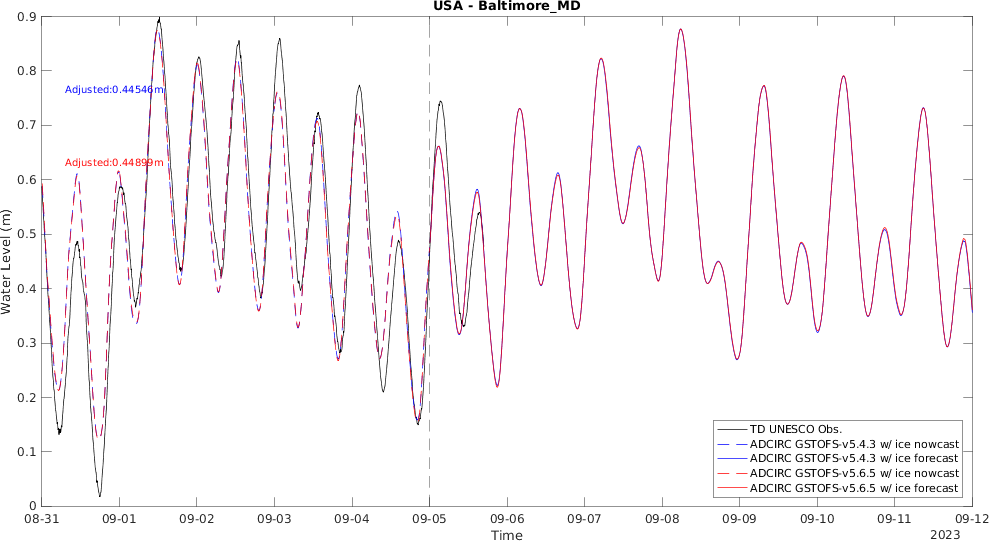 USA - Baltimore_MD
0.9
0.8
0.7
0.6
0.5
0.4
0.3
0.2
0.1
0
Water Level (m)
Adjusted:0.44546m
Adjusted:0.44899m
TD UNESCO Obs.
ADCIRC GSTOFS-v5.4.3 w/ ice nowcast
ADCIRC GSTOFS-v5.4.3 w/ ice forecast
ADCIRC GSTOFS-v5.6.5 w/ ice nowcast
ADCIRC GSTOFS-v5.6.5 w/ ice forecast
08-31 09-01 09-02 09-03 09-04 09-05 09-06 09-07 09-08 09-09 09-10 09-11 09-12
Time
2023